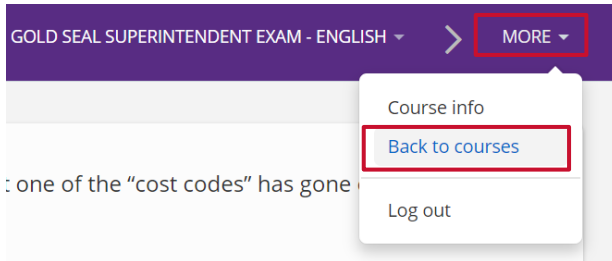 GOLD SEAL SUPERINTENDENT EXAM - ENGLISH
MORE
Course info
Back to courses
t one of the “cost codes” has gone
Log out